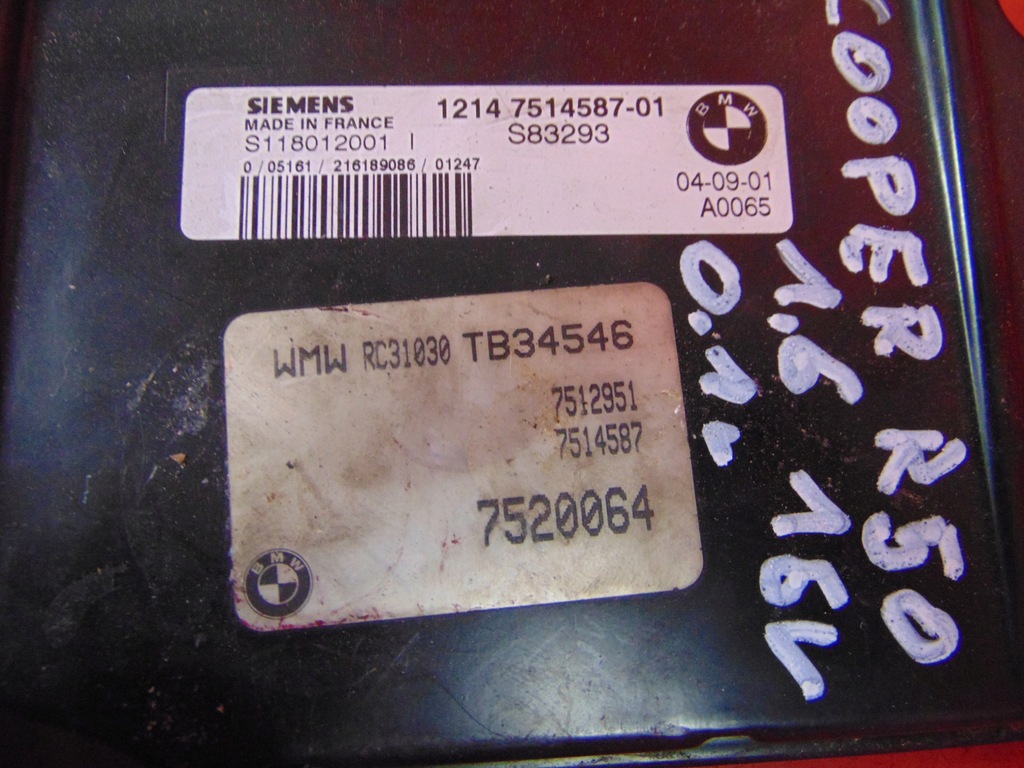 SIEMENS
MADE IN FRANCE
S118012001 I
0 / 05161 / 216189086 / 01247
1214 7514587-01
S83293
BMW
04-09-01
A0065
WMW RC31030 TB34546
7512951
7514587
7520064
BMW
COOPER R50
1.6 16V